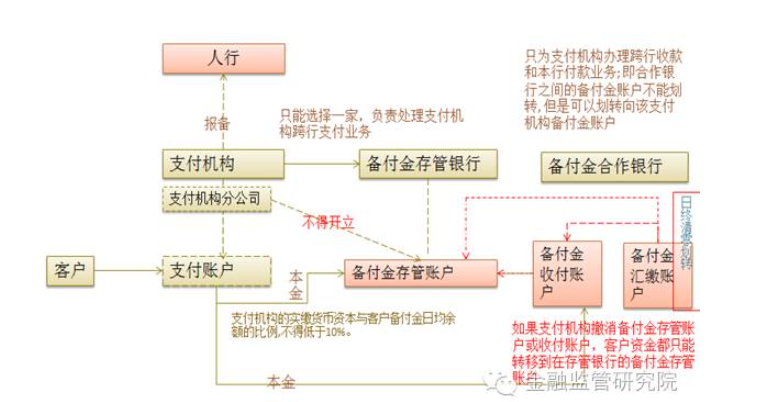 人行
只为支付机构办理跨行收款
和本行付款业务;即合作银
行之间的备付金账户不能划
转,但是可以划转向该支付
机构备付金账户
报备
只能选择一家，负责处理支付机
构跨行支付业务
支付机构
备付金存管银行
备付金合作银行
支付机构分公司
不得开立
日终清零划转
客户
支付账户
本金
备付金存管账户
备付金
收付账
户
备付金
汇缴账
户
支付机构的实缴货币资本与客户备付金日均余
额的比例,不得低于10%。
如果支付机构撤消备付金存管账
户或收付账户，客户资金都只能
转移到在存管银行的备付金存管
账户
本金
金融监管研究院